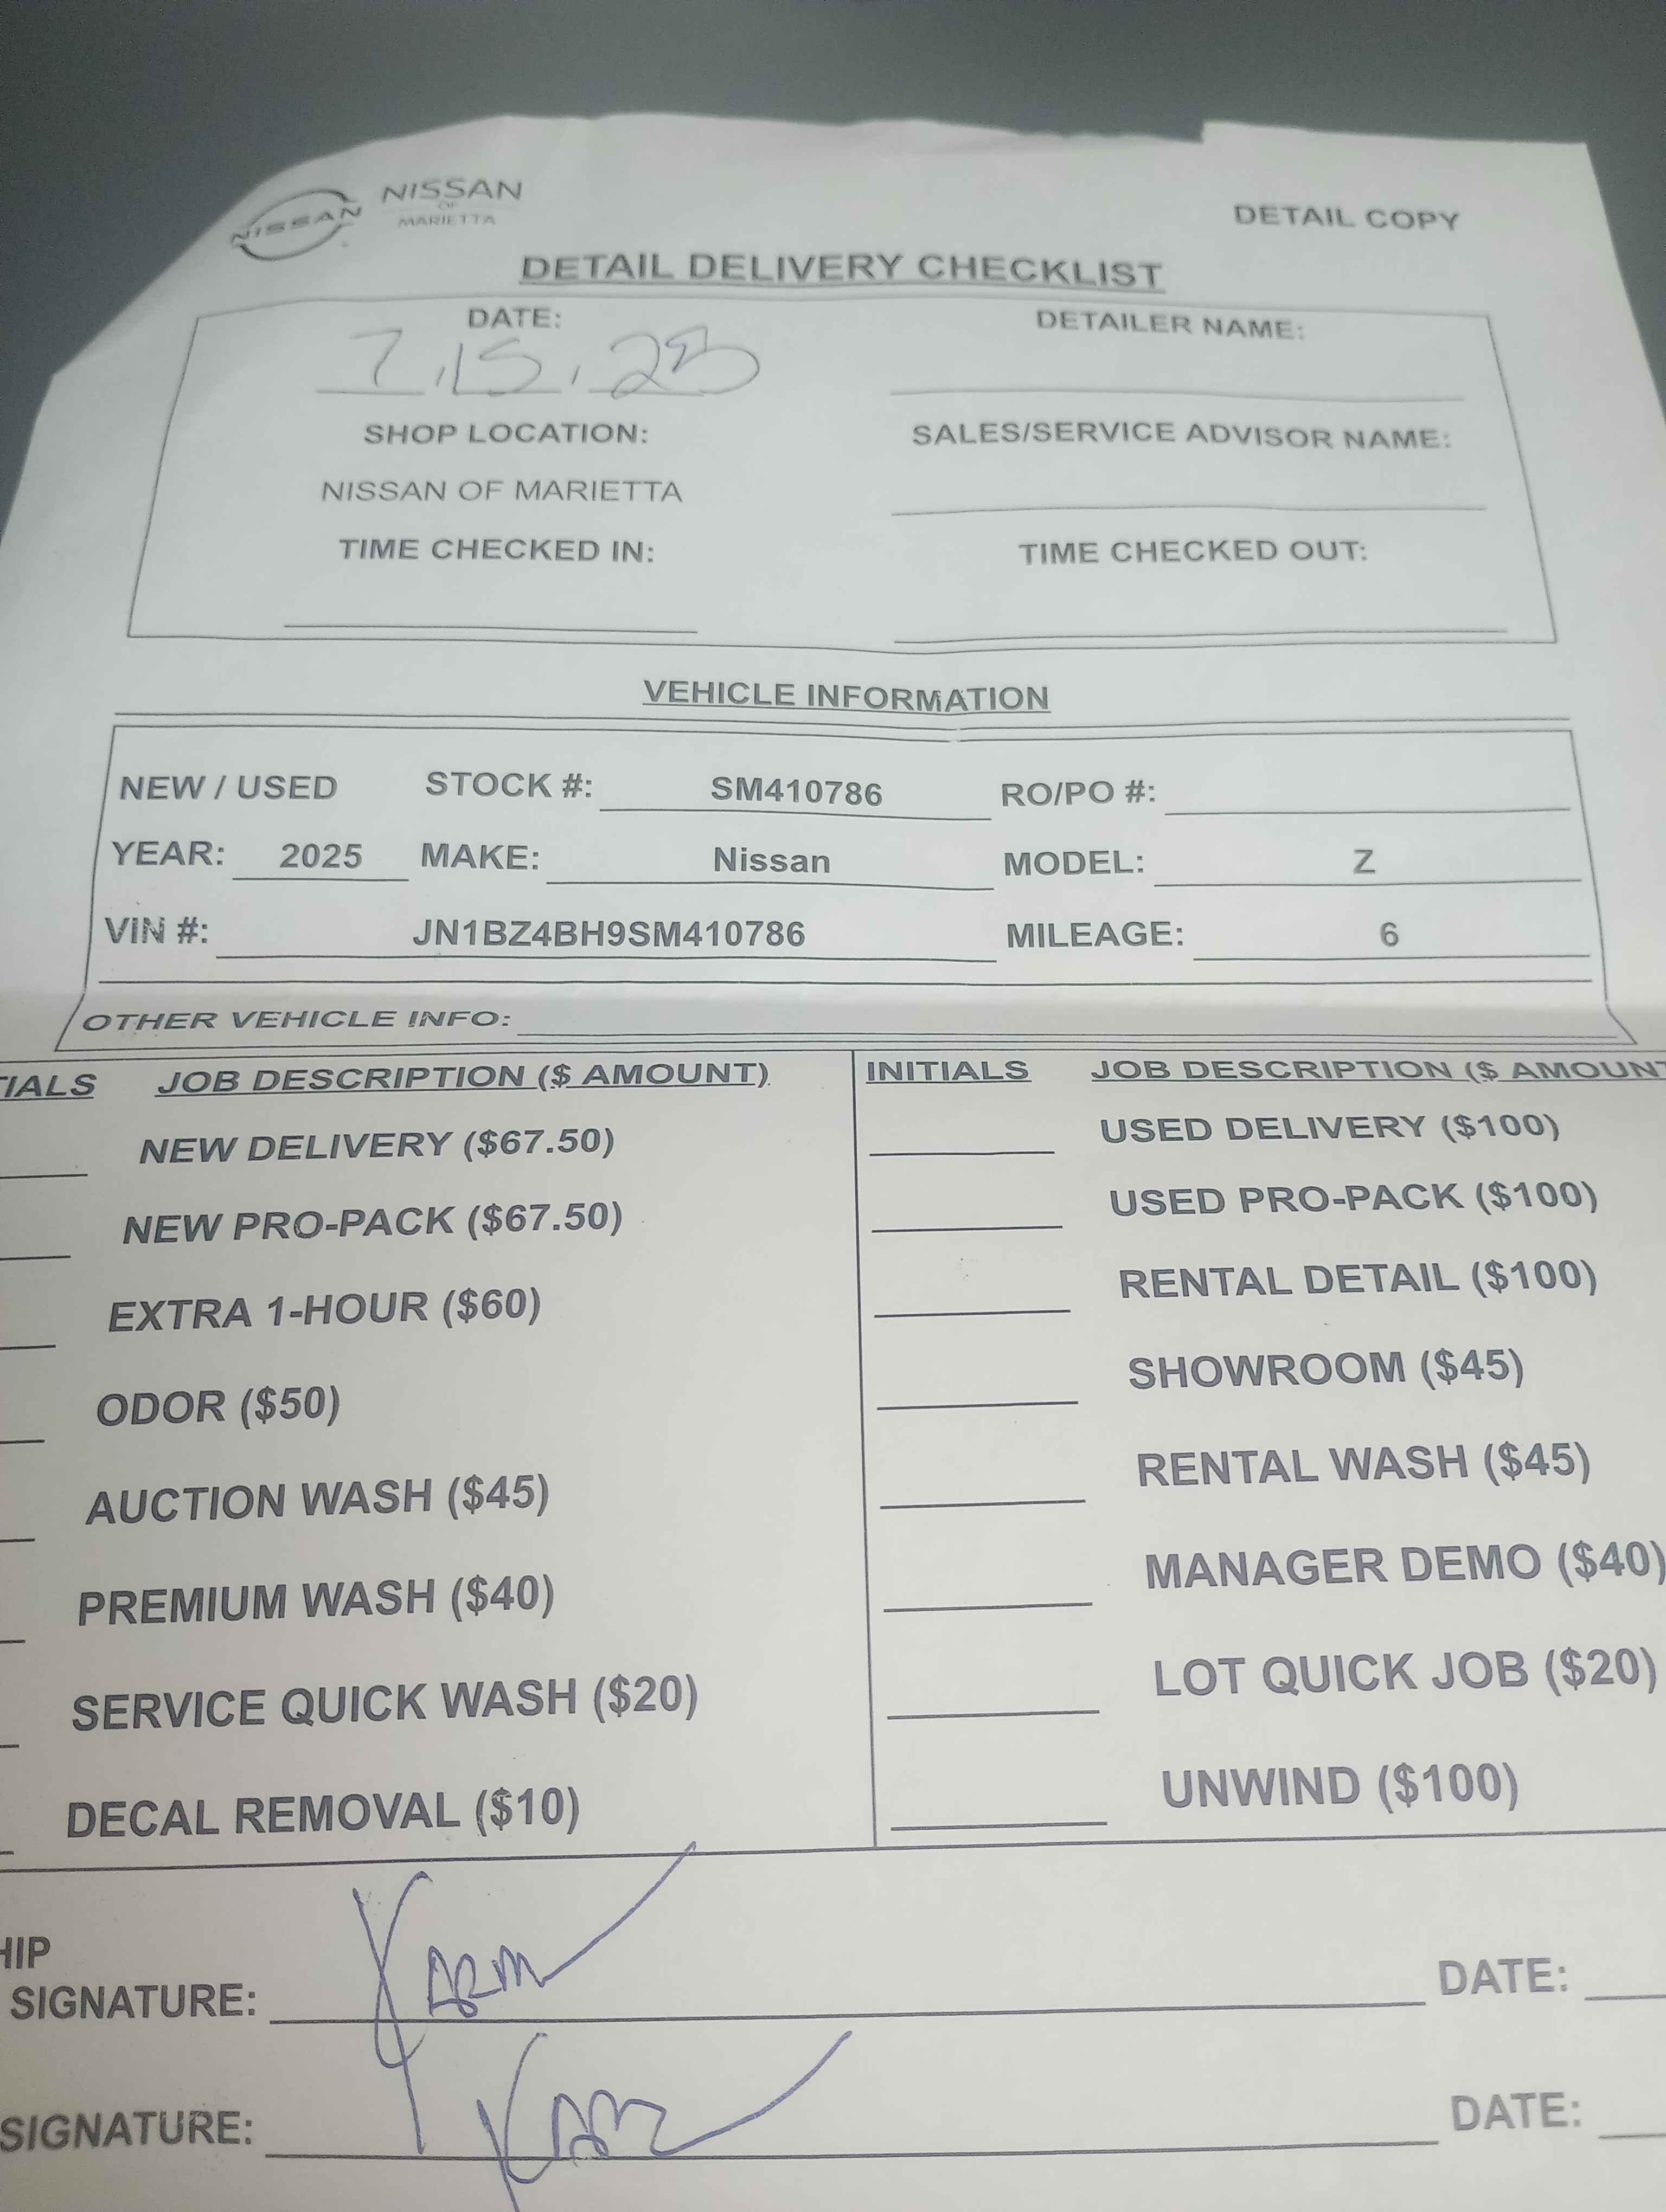 NISSAN
NISSAN
OF
MARIETTA
DETAIL COPY
DETAIL DELIVERY CHECKLIST
DATE:
7.15.25
DETAILER NAME:
SHOP LOCATION:
SALES/SERVICE ADVISOR NAME:
NISSAN OF MARIETTA
TIME CHECKED IN:
TIME CHECKED OUT:
VEHICLE INFORMATION
NEW / USED STOCK #: SM410786 RO/PO #:
YEAR: 2025 MAKE: Nissan MODEL: Z
VIN #: JN1BZ4BH9SM410786 MILEAGE: 6
OTHER VEHICLE INFO:
TIALS JOB DESCRIPTION ($ AMOUNT)
NEW DELIVERY ($67.50)
NEW PRO-PACK ($67.50)
EXTRA 1-HOUR ($60)
ODOR ($50)
AUCTION WASH ($45)
PREMIUM WASH ($40)
SERVICE QUICK WASH ($20)
DECAL REMOVAL ($10)
INITIALS JOB DESCRIPTION ($ AMOUNT
USED DELIVERY ($100)
USED PRO-PACK ($100)
RENTAL DETAIL ($100)
SHOWROOM ($45)
RENTAL WASH ($45)
MANAGER DEMO ($40)
LOT QUICK JOB ($20)
UNWIND ($100)
HIP
SIGNATURE: DATE:
SIGNATURE: DATE: